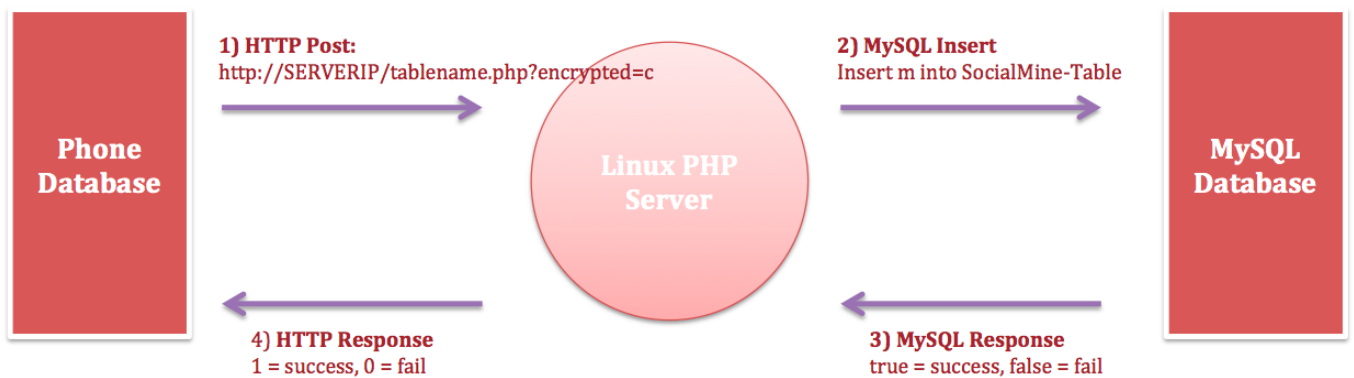 1) HTTP Post:
http://SERVERIP/tablename.php?encrypted=c
2) MySQL Insert
Insert m into SocialMine-Table
Phone
Database
Linux PHP
Server
MySQL
Database
4) HTTP Response
1 = success, 0 = fail
3) MySQL Response
true = success, false = fail